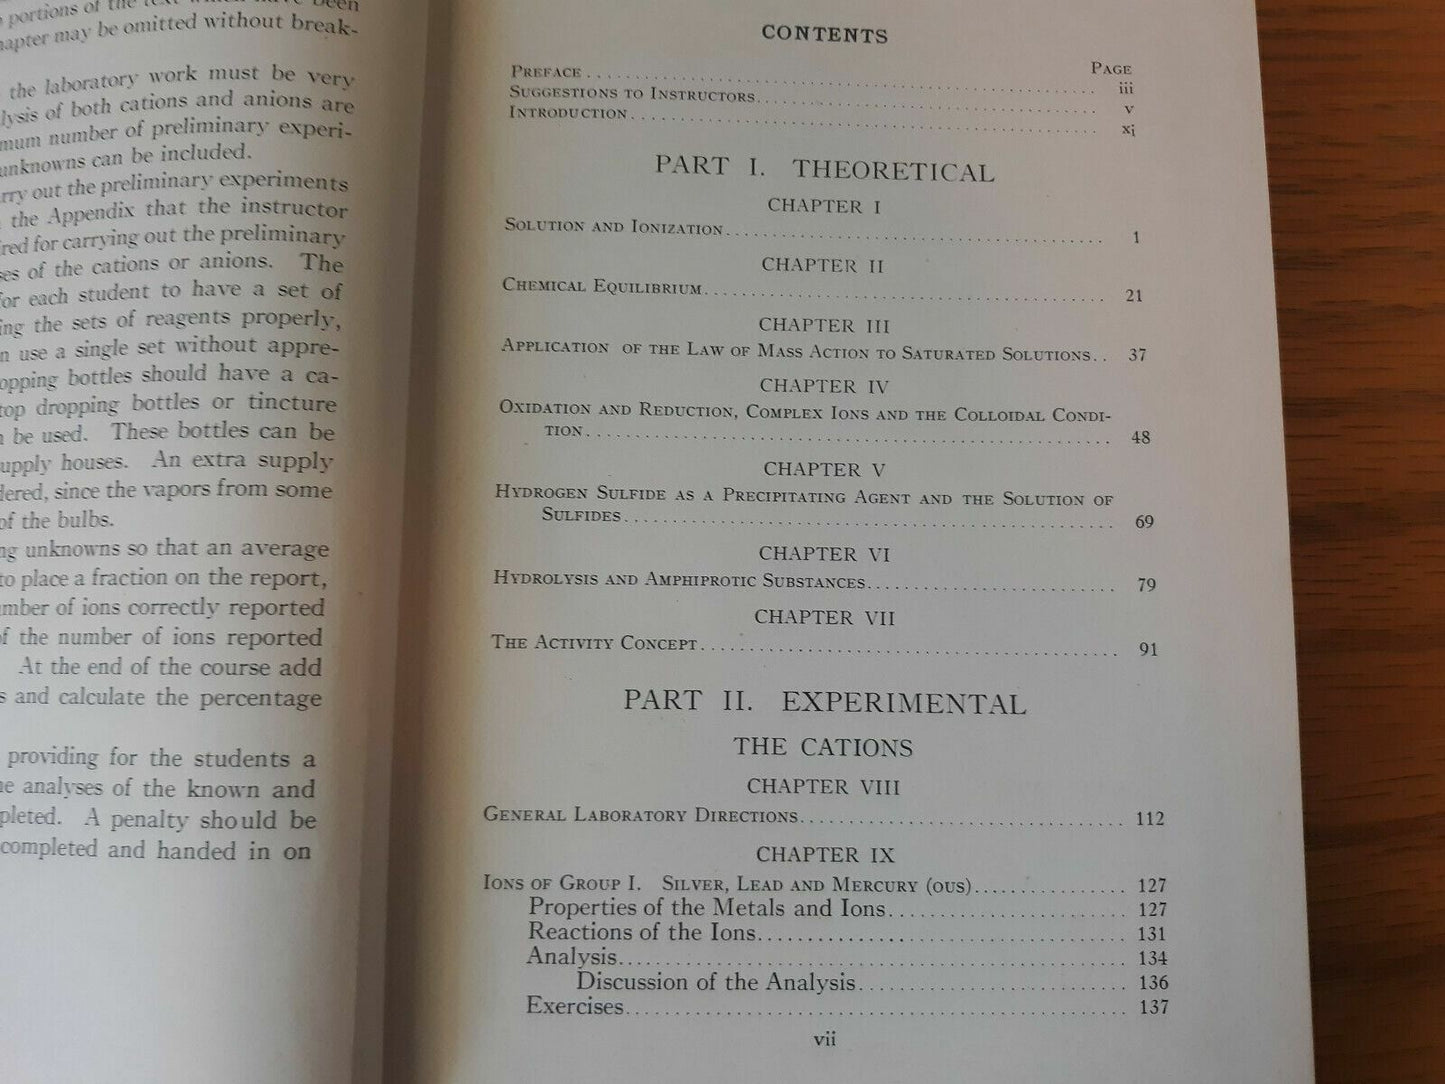 portions of the text which have been
chapter may be omitted without break-
the laboratory work must be very
of both cations and anions are
number of preliminary experi-
unknowns can be included.
out the preliminary experiments
the Appendix that the instructor
for carrying out the preliminary
of the cations or anions. The
for each student to have a set of
the sets of reagents properly,
use a single set without appre-
bottles should have a ca-
dropping bottles or tincture
be used. These bottles can be
supply houses. An extra supply
since the vapors from some
of the bulbs.
unknowns so that an average
to place a fraction on the report,
of ions correctly reported
of the number of ions reported
At the end of the course add
and calculate the percentage
providing for the students a
analyses of the known and
A penalty should be
completed and handed in on
CONTENTS
PAGE
PREFACE iii
SUGGESTIONS TO INSTRUCTORS v
INTRODUCTION xi
PART I. THEORETICAL
CHAPTER I
SOLUTION AND IONIZATION 1
CHAPTER II
CHEMICAL EQUILIBRIUM 21
CHAPTER III
APPLICATION OF THE LAW OF MASS ACTION TO SATURATED SOLUTIONS 37
CHAPTER IV
OXIDATION AND REDUCTION, COMPLEX IONS AND THE COLLOIDAL CONDI-
TION 48
CHAPTER V
HYDROGEN SULFIDE AS A PRECIPITATING AGENT AND THE SOLUTION OF
SULFIDES 69
CHAPTER VI
HYDROLYSIS AND AMPHIPROTIC SUBSTANCES 79
CHAPTER VII
THE ACTIVITY CONCEPT 91
PART II. EXPERIMENTAL
THE CATIONS
CHAPTER VIII
GENERAL LABORATORY DIRECTIONS 112
CHAPTER IX
IONS OF GROUP I. SILVER, LEAD AND MERCURY (OUS) 127
Properties of the Metals and Ions 127
Reactions of the Ions 131
Analysis 134
Discussion of the Analysis 136
Exercises 137
vii